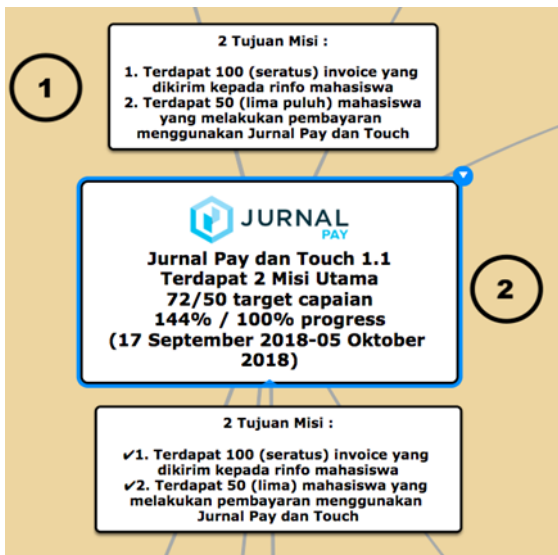 2 Tujuan Misi :
1
1. Terdapat 100 (seratus) invoice yang
dikirim kepada rinfo mahasiswa
2. Terdapat 50 (lima puluh) mahasiswa
yang melakukan pembayaran
menggunakan Jurnal Pay dan Touch
JURNAL
PAY
Jurnal Pay dan Touch 1.1
Terdapat 2 Misi Utama
72/50 target capaian
144% / 100% progress
(17 September 2018-05 Oktober
2018)
2
2 Tujuan Misi :
✔1. Terdapat 100 (seratus) invoice yang
dikirim kepada rinfo mahasiswa
✔2. Terdapat 50 (lima) mahasiswa yang
melakukan pembayaran menggunakan
Jurnal Pay dan Touch